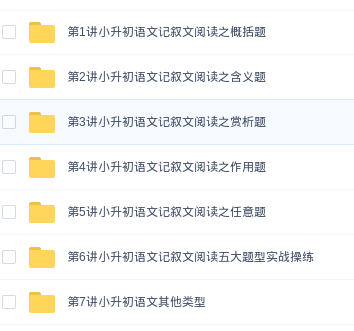 第1讲小升初语文记叙文阅读之概括题
第2讲小升初语文记叙文阅读之含义题
第3讲小升初语文记叙文阅读之赏析题
第4讲小升初语文记叙文阅读之作用题
第5讲小升初语文记叙文阅读之任意题
第6讲小升初语文记叙文阅读五大题型实战操练
第7讲小升初语文其他类型